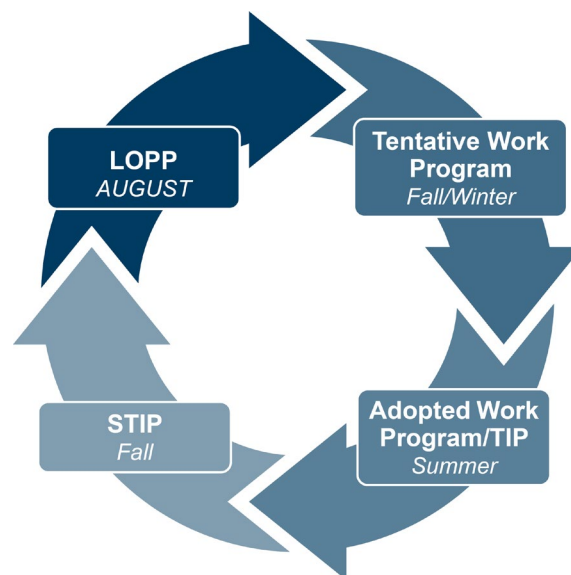 LOPP
AUGUST
Tentative Work
Program
Fall/Winter
Adopted Work
Program/TIP
Summer
STIP
Fall